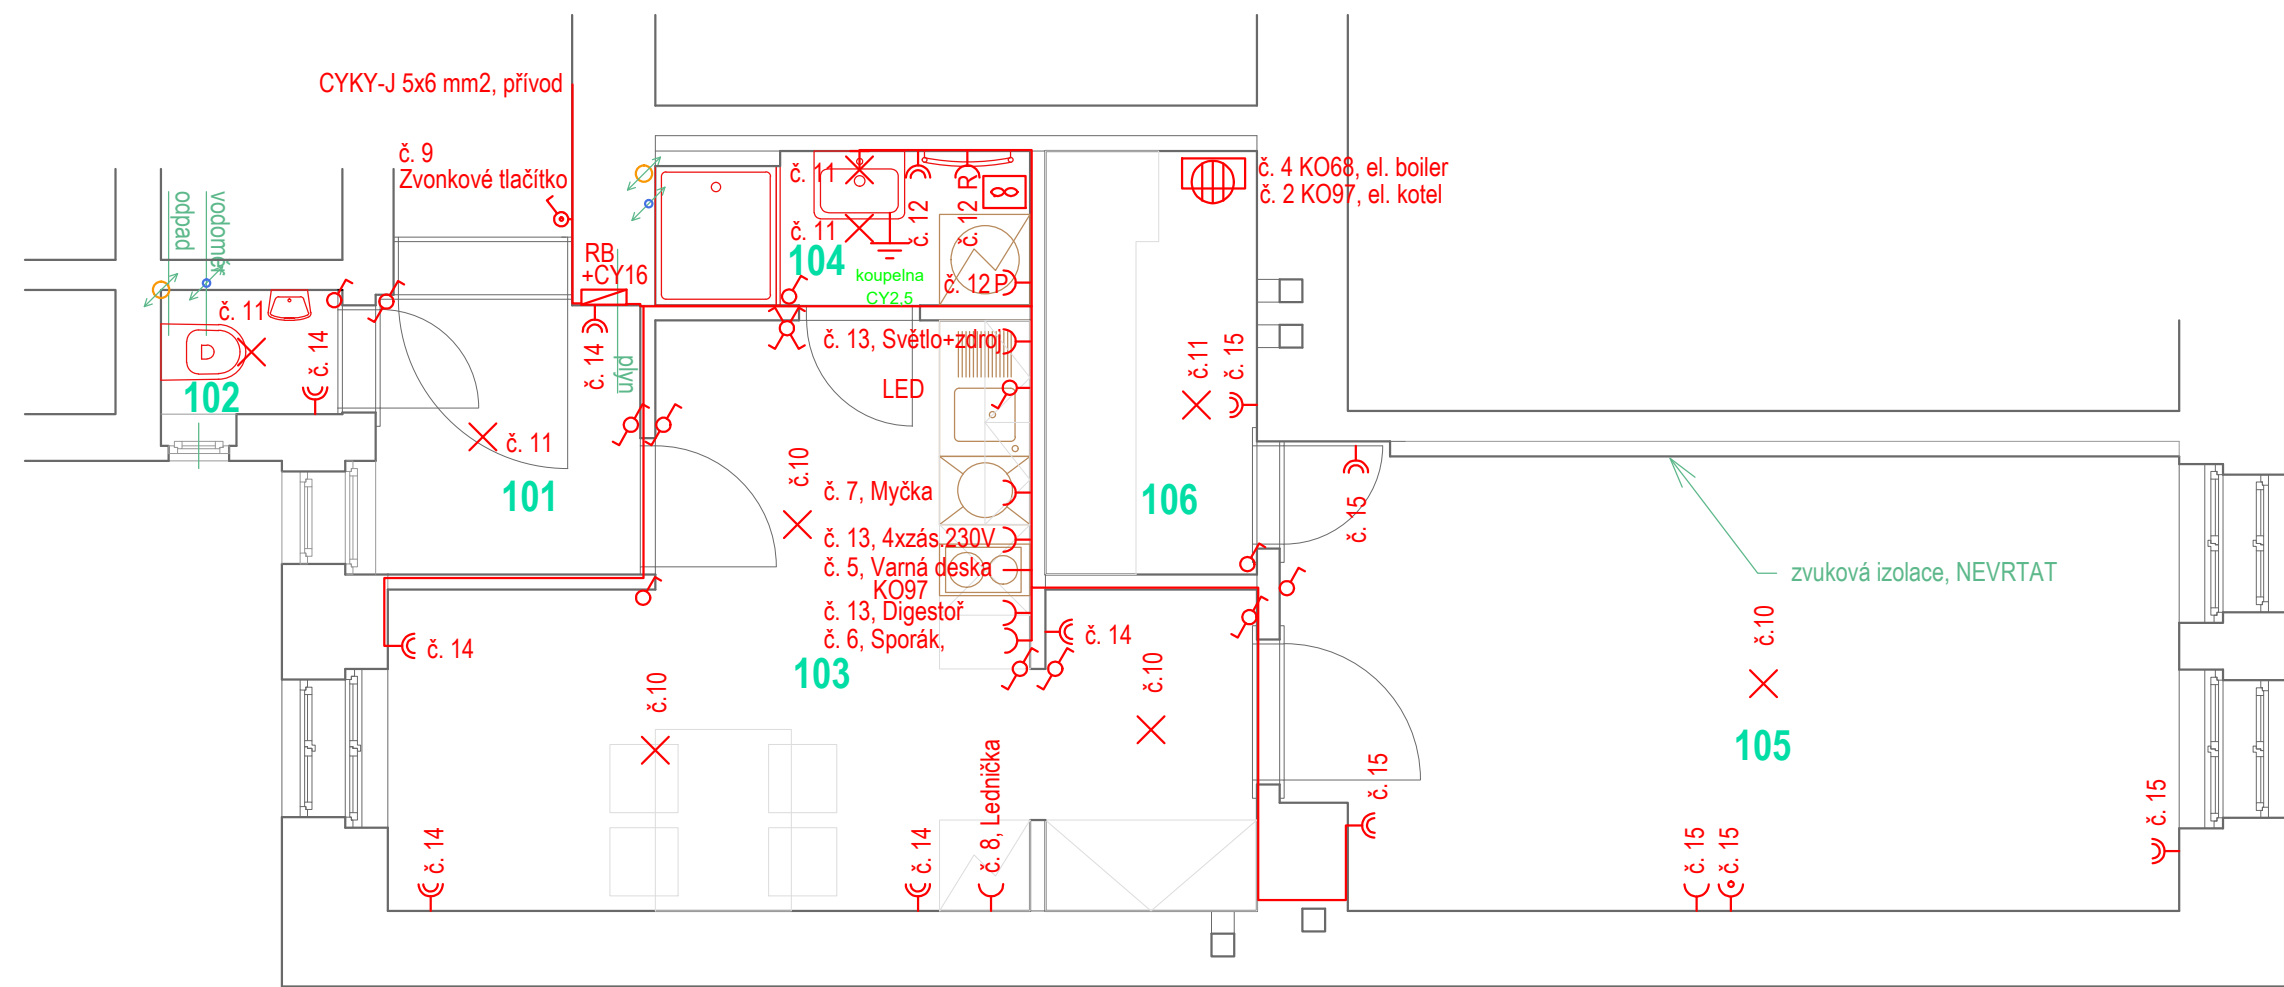 CYKY-J 5x6 mm2, přívod
č. 9
Zvonkové tlačítko
odpad
vodoměr
RB
+CY16
č. 11
č. 11
104
koupelna
CY2.5
č. 12
č. 12 R
č. 12 P
č. 4 KO68, el. boiler
č. 2 KO97, el. kotel
č. 11
č. 14
102
č. 14
plyn
č. 11
101
č. 13, Světlo+zdroj
LED
č.10
č. 7, Myčka
č. 13, 4xzás.230V
č. 5, Varná deska
KO97
č. 13, Digestoř
č. 6, Sporák,
103
č.11
č. 15
106
č. 15
zvuková izolace, NEVRTAT
č. 14
č. 14
č.10
č.10
č.10
105
č. 14
č. 14
č. 8, Lednička
č. 15
č. 15
č. 15
č. 15